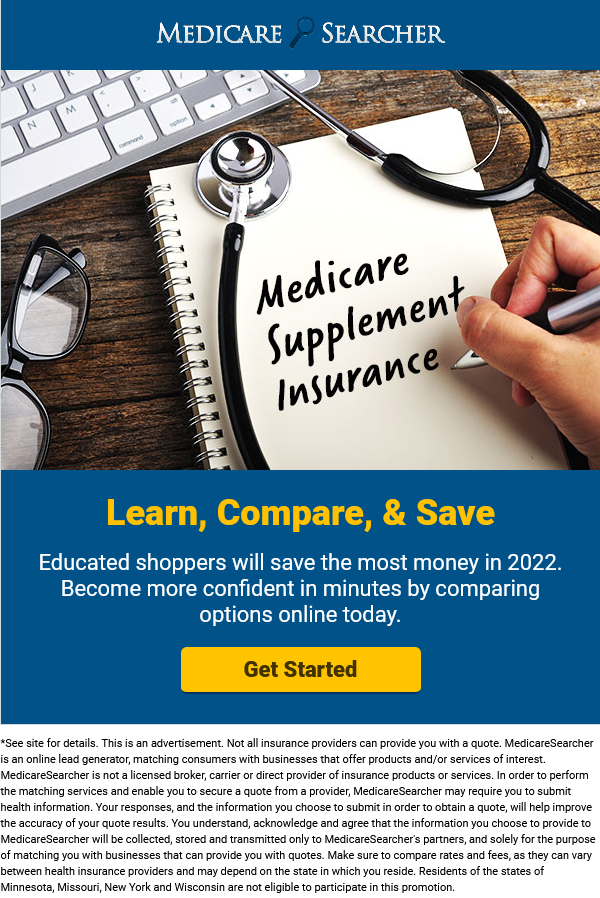 MEDICARE SEARCHER
J K L
N M
< >
alt
command option
Medicare
Supplement
Insurance
Learn, Compare, & Save
Educated shoppers will save the most money in 2022.
Become more confident in minutes by comparing
options online today.
Get Started
*See site for details. This is an advertisement. Not all insurance providers can provide you with a quote. MedicareSearcher
is an online lead generator, matching consumers with businesses that offer products and/or services of interest.
MedicareSearcher is not a licensed broker, carrier or direct provider of insurance products or services. In order to perform
the matching services and enable you to secure a quote from a provider, MedicareSearcher may require you to submit
health information. Your responses, and the information you choose to submit in order to obtain a quote, will help improve
the accuracy of your quote results. You understand, acknowledge and agree that the information you choose to provide to
MedicareSearcher will be collected, stored and transmitted only to MedicareSearcher's partners, and solely for the purpose
of matching you with businesses that can provide you with quotes. Make sure to compare rates and fees, as they can vary
between health insurance providers and may depend on the state in which you reside. Residents of the states of
Minnesota, Missouri, New York and Wisconsin are not eligible to participate in this promotion.